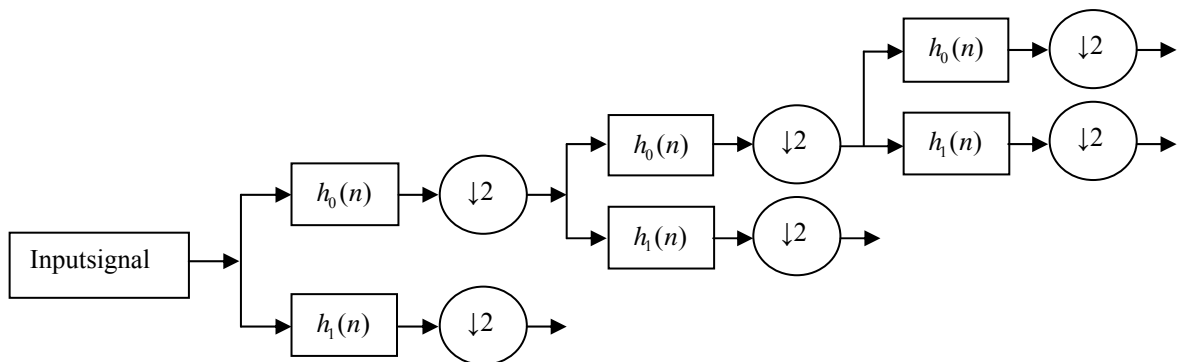 h₀(n)
↓2
h₀(n)
↓2
h₁(n)
↓2
h₀(n)
↓2
h₁(n)
↓2
Inputsignal
h₁(n)
↓2